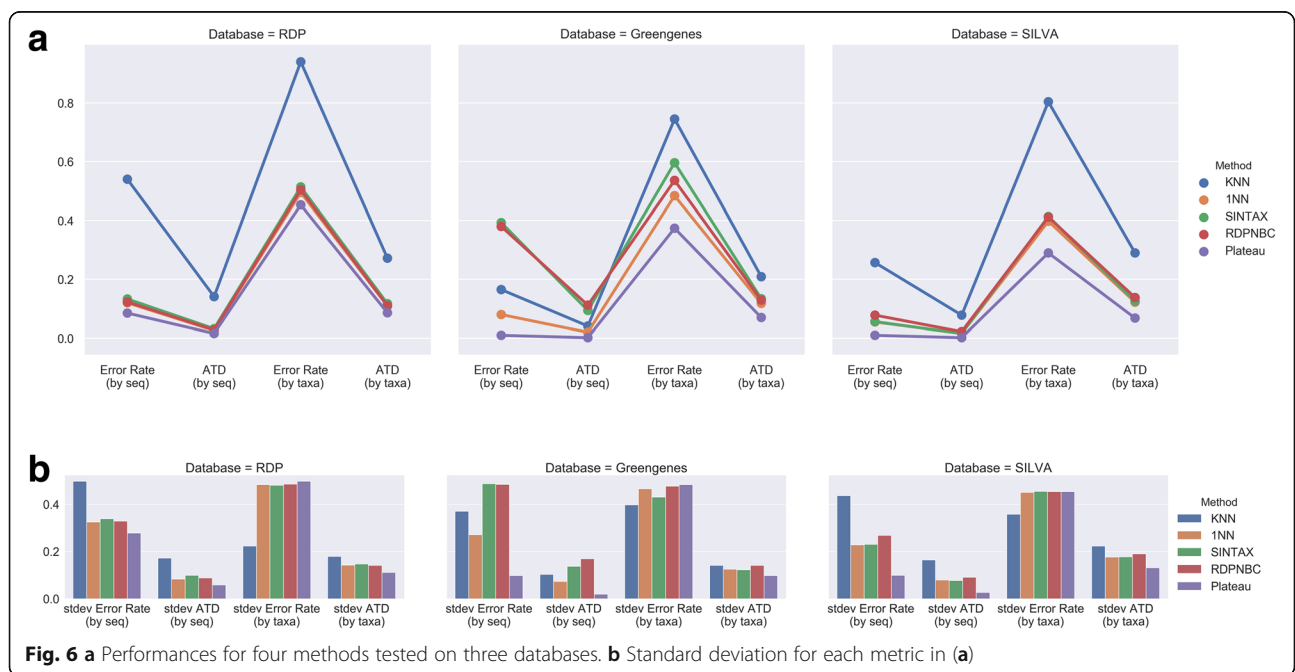 a
Database = RDP
Database = Greengenes
Database = SILVA
0.8
0.6
0.4
0.2
0.0
Error Rate
(by seq)
ATD
(by seq)
Error Rate
(by taxa)
ATD
(by taxa)
Error Rate
(by seq)
ATD
(by seq)
Error Rate
(by taxa)
ATD
(by taxa)
Error Rate
(by seq)
ATD
(by seq)
Error Rate
(by taxa)
ATD
(by taxa)
Method
KNN
1NN
SINTAX
RDPNBC
Plateau
b
Database = RDP
Database = Greengenes
Database = SILVA
0.4
0.2
0.0
stdev Error Rate
(by seq)
stdev ATD
(by seq)
stdev Error Rate
(by taxa)
stdev ATD
(by taxa)
stdev Error Rate
(by seq)
stdev ATD
(by seq)
stdev Error Rate
(by taxa)
stdev ATD
(by taxa)
stdev Error Rate
(by seq)
stdev ATD
(by seq)
stdev Error Rate
(by taxa)
stdev ATD
(by taxa)
Method
KNN
1NN
SINTAX
RDPNBC
Plateau
Fig. 6 a Performances for four methods tested on three databases. b Standard deviation for each metric in (a)